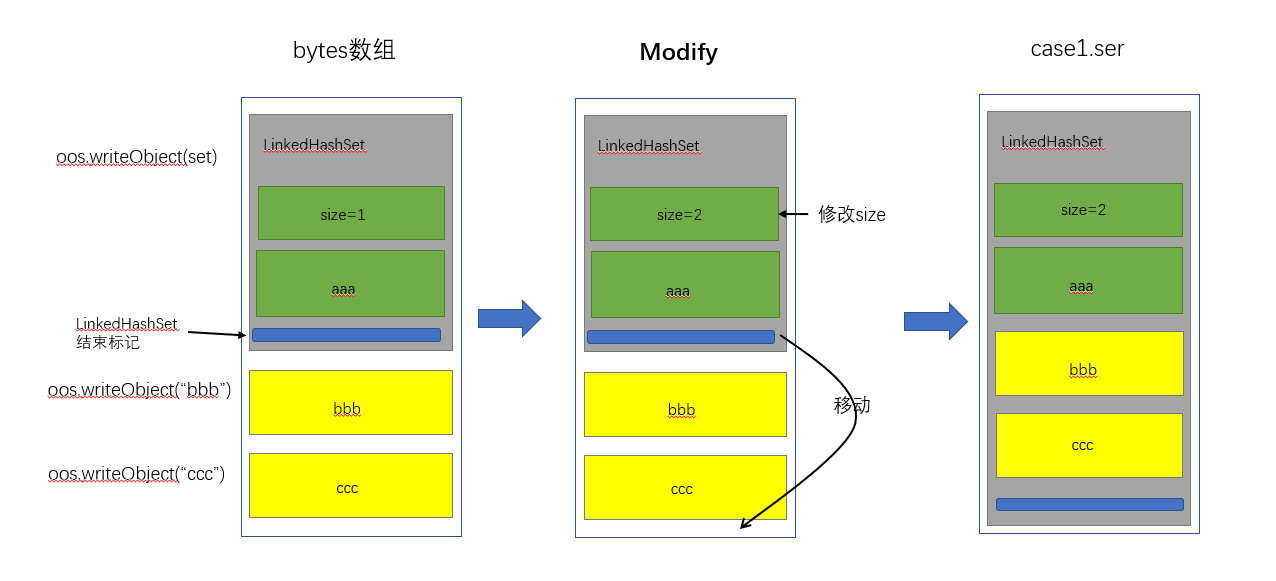 bytes数组
Modify
case1.ser
oos.writeObject(set)
LinkedHashSet
size=1
aaa
LinkedHashSet
结束标记
oos.writeObject(“bbb”)
bbb
oos.writeObject(“ccc”)
ccc
LinkedHashSet
size=2
修改size
aaa
移动
bbb
ccc
LinkedHashSet
size=2
aaa
bbb
ccc